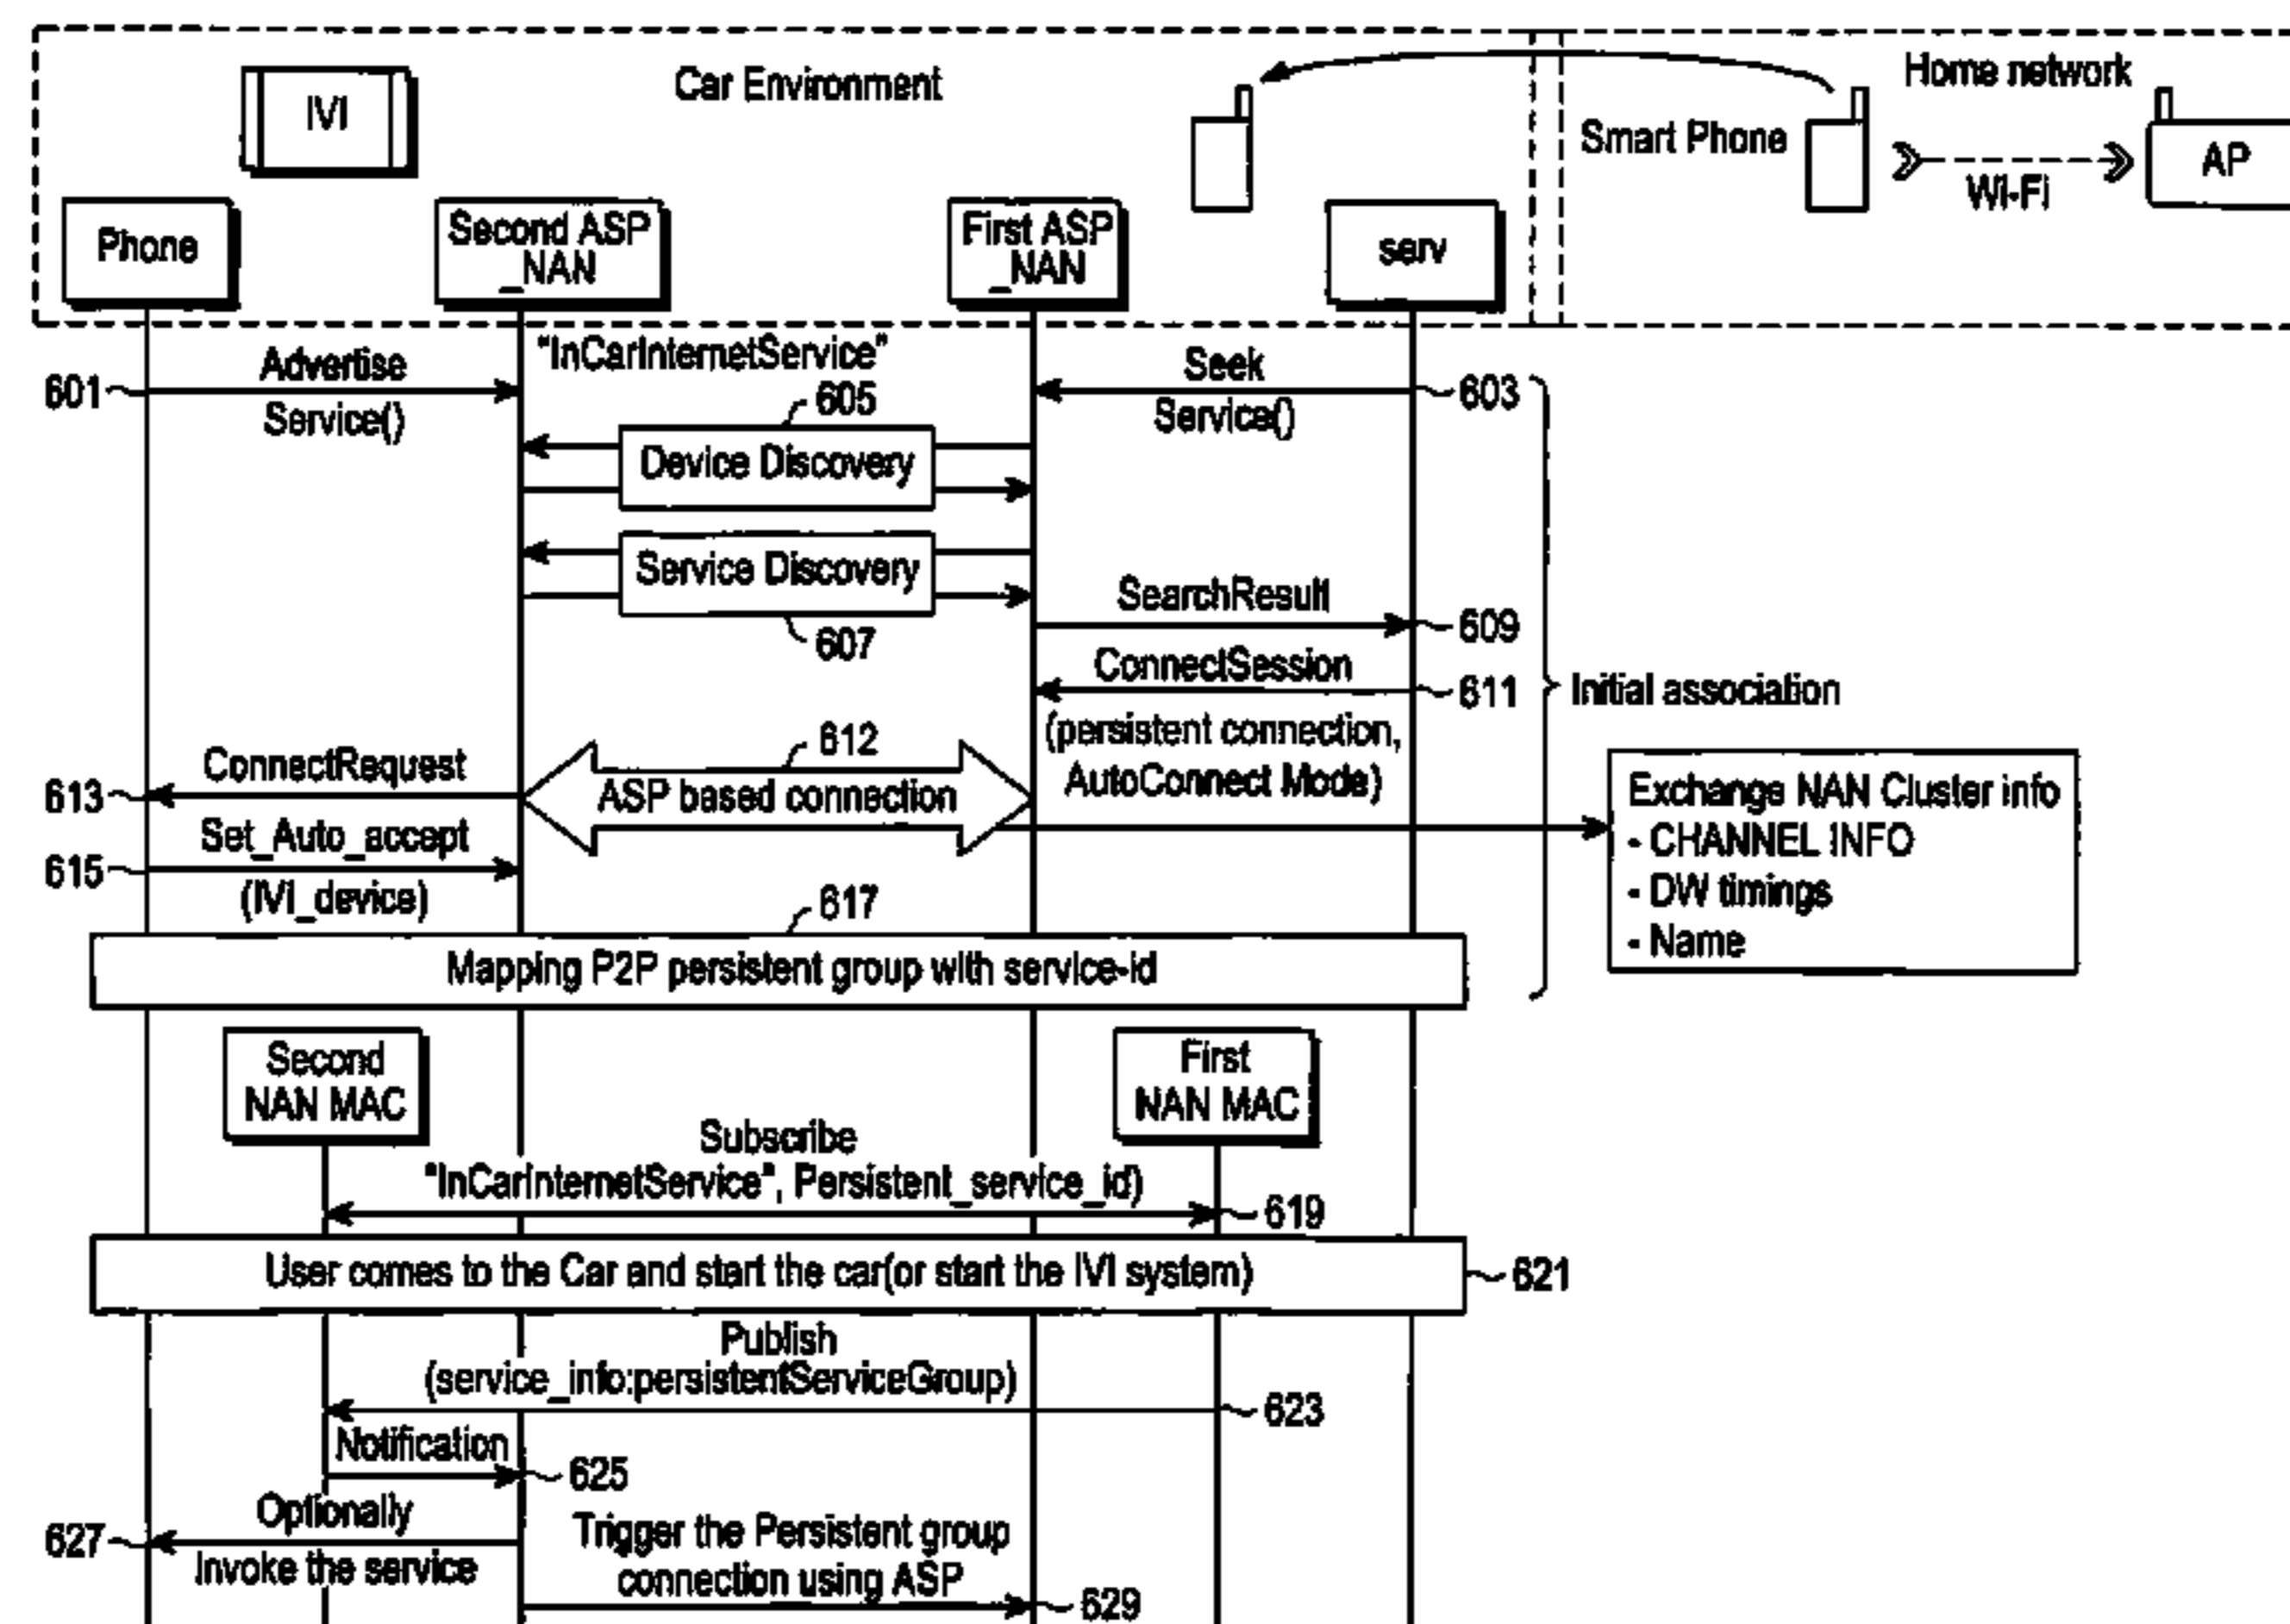 Car Environment
Home network
IVI
Smart Phone
AP
Wi-Fi
Phone
Second ASP
_NAN
First ASP
_NAN
serv
"InCarInternetService"
601
Advertise
Service()
605
Seek
Service()
603
Device Discovery
Service Discovery
607
SearchResult
609
ConnectSession
611
(persistent connection,
AutoConnect Mode)
Initial association
612
ASP based connection
ConnectRequest
613
Set_Auto_accept
615
(IVI_device)
Exchange NAN Cluster info
- CHANNEL INFO
- DW timings
- Name
617
Mapping P2P persistent group with service-id
Second
NAN MAC
First
NAN MAC
Subscribe
"InCarInternetService", Persistent_service_id)
619
User comes to the Car and start the car(or start the IVI system)
621
Publish
(service_info:persistentServiceGroup)
623
Notification
625
Optionally
627
Invoke the service
Trigger the Persistent group
connection using ASP
629